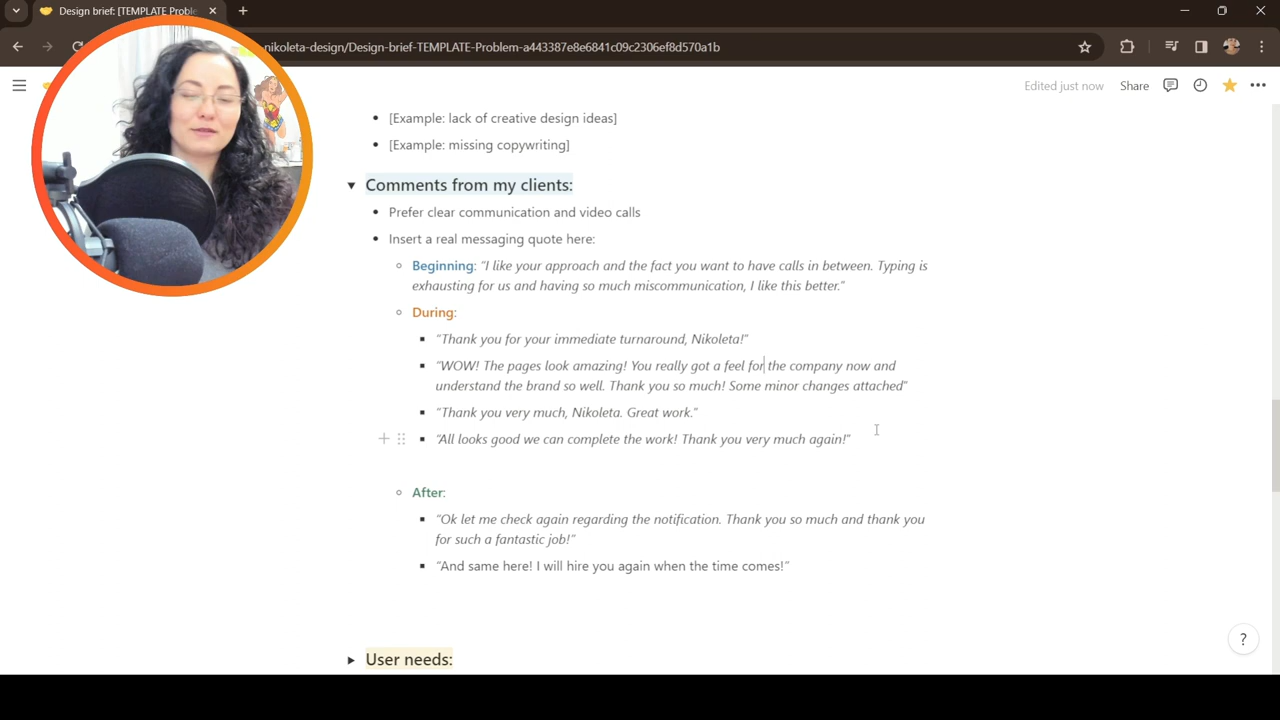 Design brief: [TEMPLATE Proble
nikoleta-design/Design-brief-TEMPLATE-Problem-a443387e8e6841c09c2306ef8d570a1b
Edited just now
Share
[Example: lack of creative design ideas]
[Example: missing copywriting]
Comments from my clients:
Prefer clear communication and video calls
Insert a real messaging quote here:
Beginning: “I like your approach and the fact you want to have calls in between. Typing is
exhausting for us and having so much miscommunication, I like this better.“
During:
“Thank you for your immediate turnaround, Nikoleta!”
“WOW! The pages look amazing! You really got a feel for the company now and
understand the brand so well. Thank you so much! Some minor changes attached“
“Thank you very much, Nikoleta. Great work.”
“All looks good we can complete the work! Thank you very much again!”
After:
“Ok let me check again regarding the notification. Thank you so much and thank you
for such a fantastic job!”
“And same here! I will hire you again when the time comes!”
User needs:
?